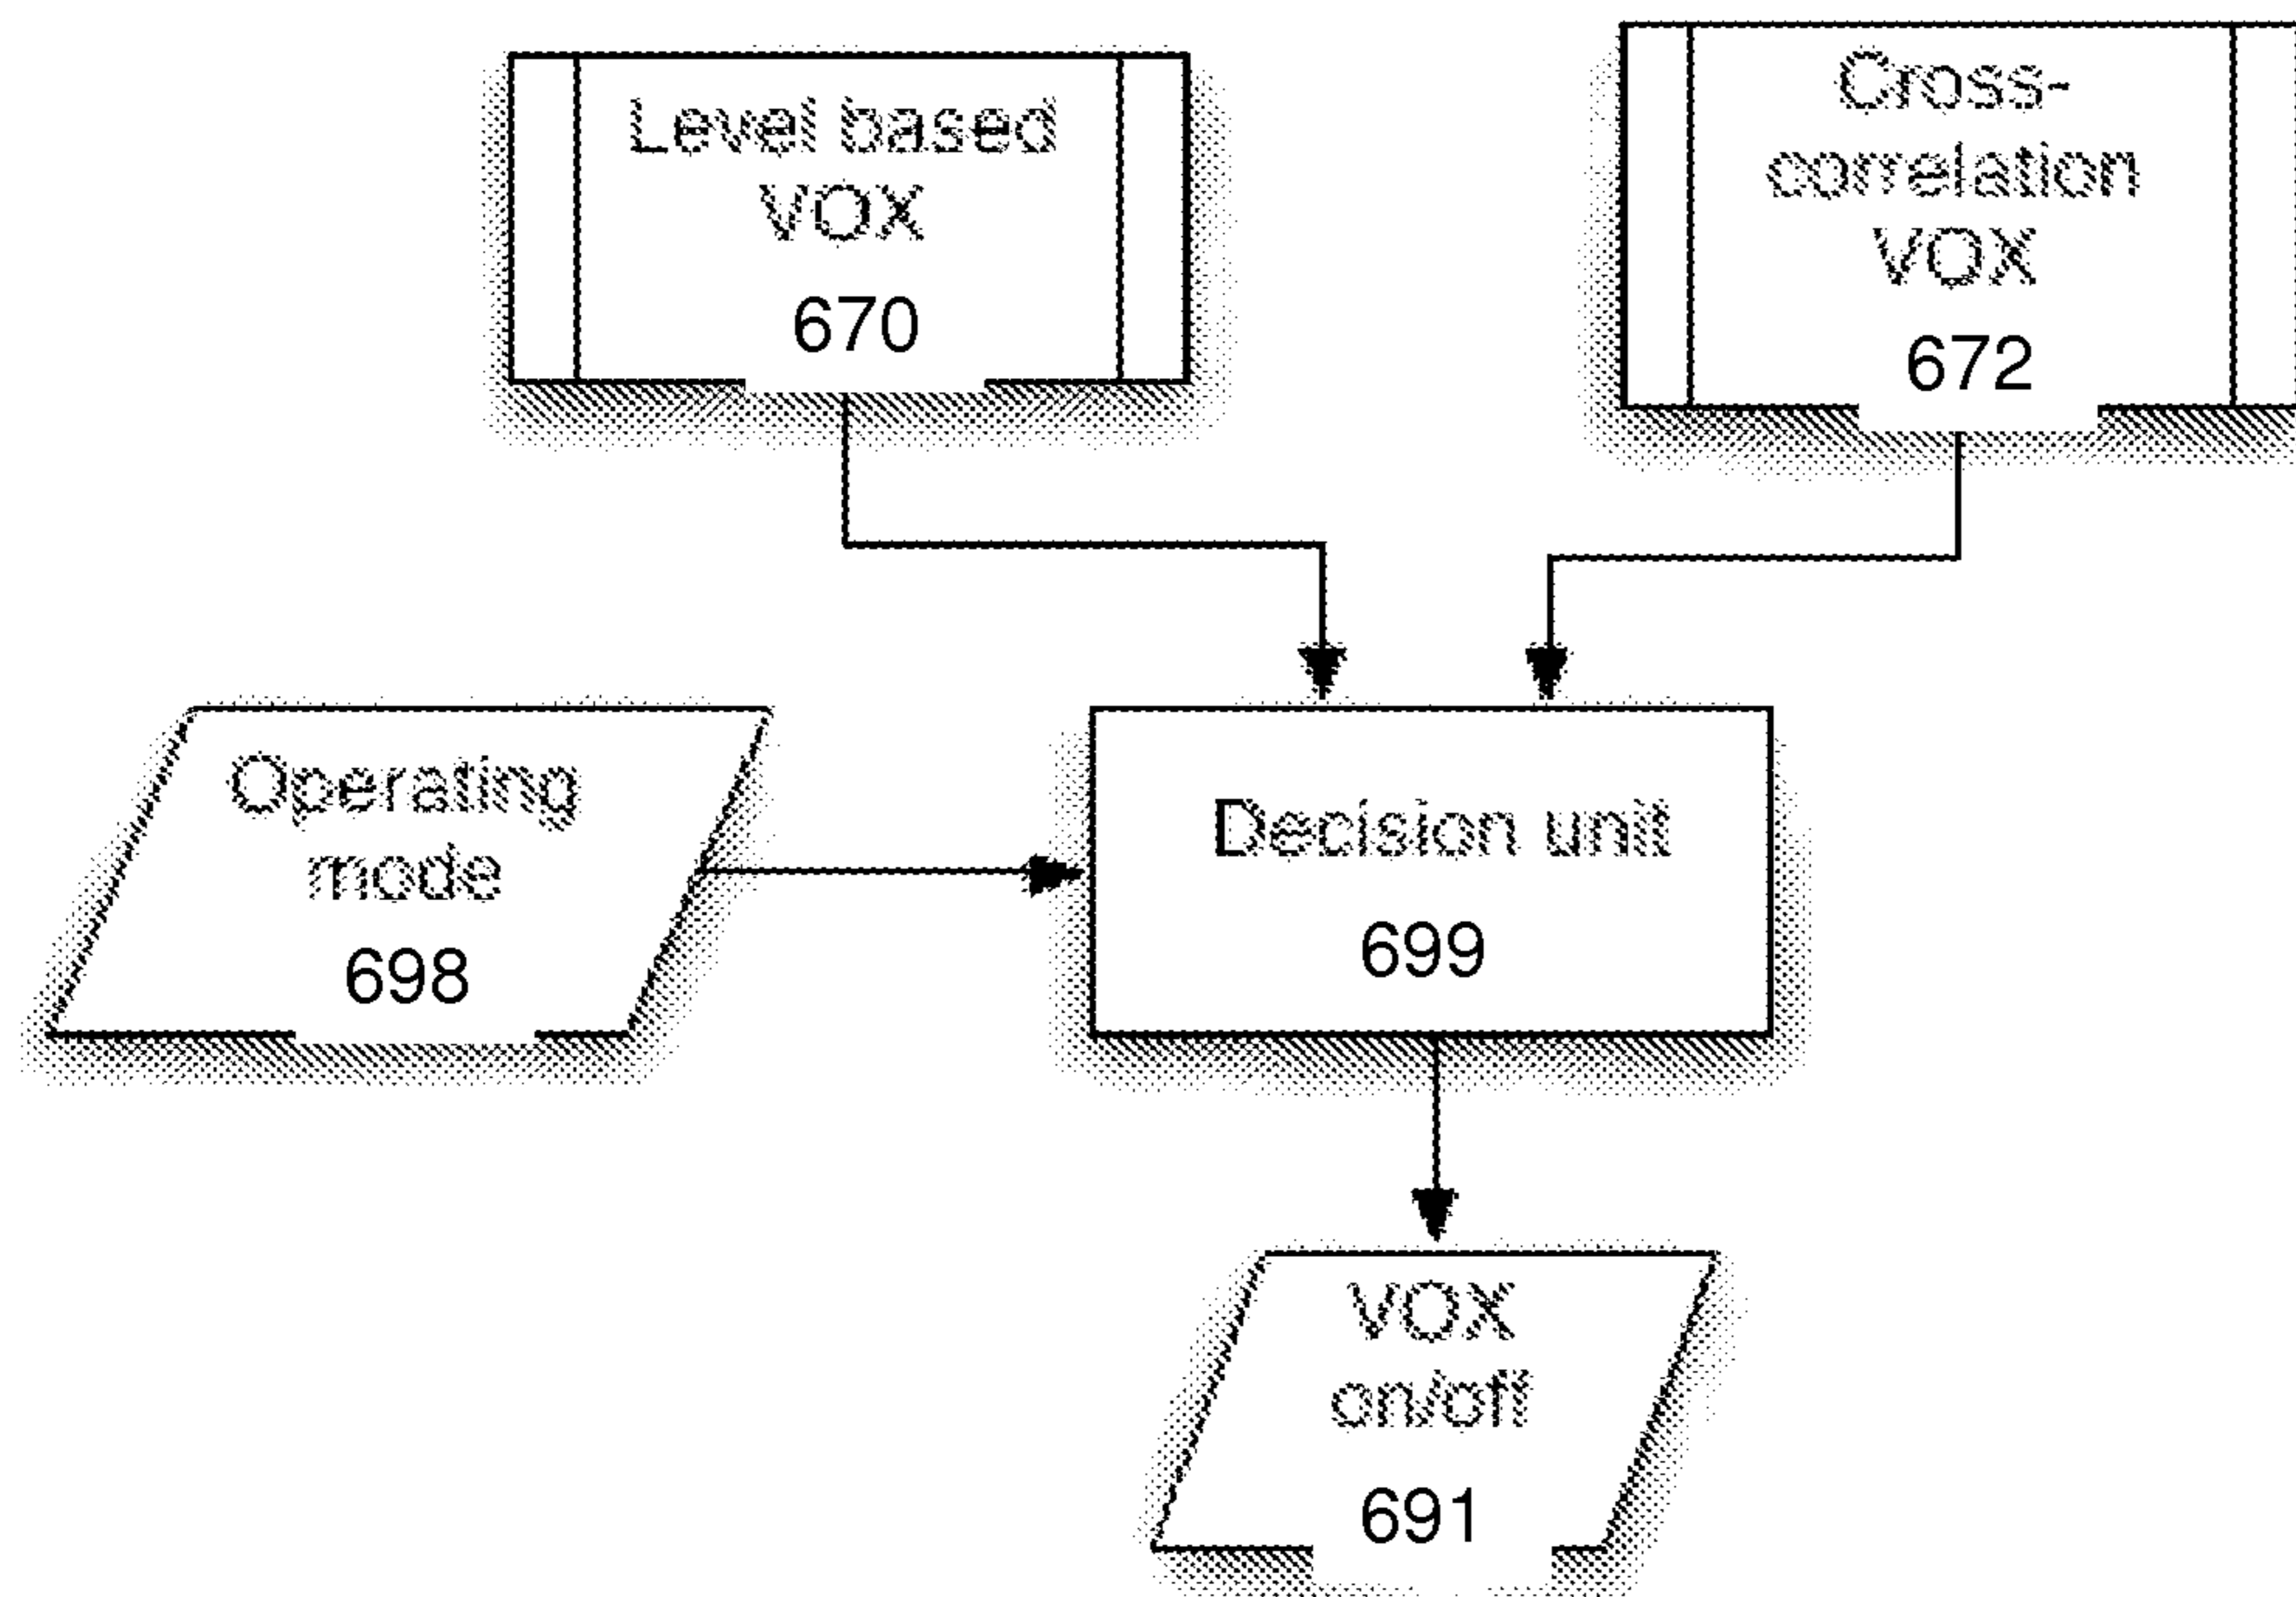 Level based
VOX
670
Cross-
correlation
VOX
672
Operating
mode
698
Decision unit
699
VOX
on/off
691